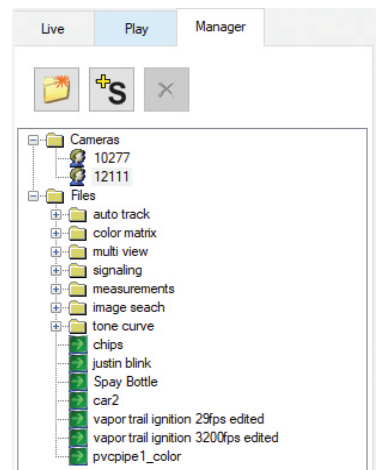 Live Play Manager
+S
Cameras
10277
12111
Files
auto track
color matrix
multi view
signaling
measurements
image seach
tone curve
chips
justin blink
Spay Bottle
car2
vapor trail ignition 29fps edited
vapor trail ignition 3200fps edited
pvcpipe1_color